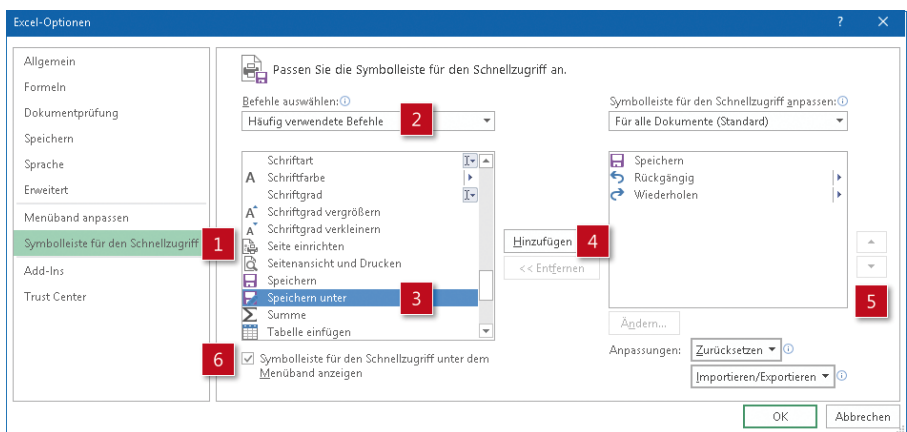 Excel-Optionen
?
Allgemein
Formeln
Dokumentprüfung
Speichern
Sprache
Erweitert
Menüband anpassen
Symbolleiste für den Schnellzugriff
1
Add-Ins
Trust Center
Passen Sie die Symbolleiste für den Schnellzugriff an.
Befehle auswählen:
Häufig verwendete Befehle
2
Schriftart
Schriftfarbe
Schriftgrad
Schriftgrad vergrößern
Schriftgrad verkleinern
Seite einrichten
Seitenansicht und Drucken
Speichern
Speichern unter
3
Summe
Tabelle einfügen
6
Symbolleiste für den Schnellzugriff unter dem
Menüband anzeigen
Hinzufügen
4
<< Entfernen
Symbolleiste für den Schnellzugriff anpassen:
Für alle Dokumente (Standard)
Speichern
Rückgängig
Wiederholen
5
Ändern...
Anpassungen: Zurücksetzen
Importieren/Exportieren
OK
Abbrechen